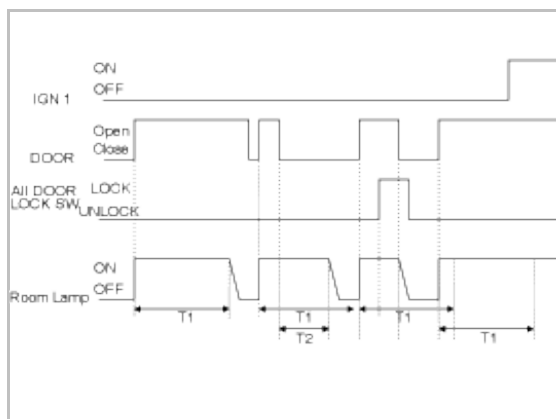 ON
OFF
IGN 1
Open
Close
DOOR
All DOOR LOCK
LOCK SW
UNLOCK
ON
OFF
Room Lamp
T1 T1 T1
T2 T1